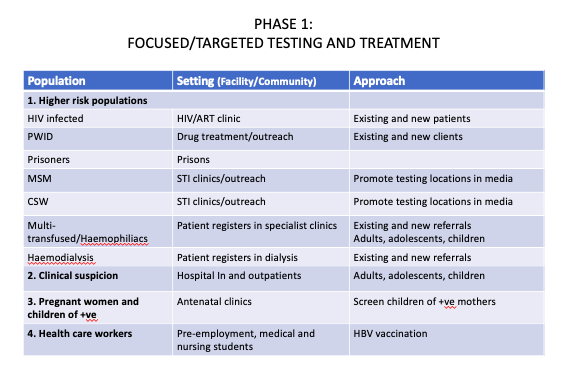 PHASE 1:
FOCUSED/TARGETED TESTING AND TREATMENT
Population Setting (Facility/Community) Approach
1. Higher risk populations
HIV infected HIV/ART clinic Existing and new patients
PWID Drug treatment/outreach Existing and new clients
Prisoners Prisons
MSM STI clinics/outreach Promote testing locations in media
CSW STI clinics/outreach Promote testing locations in media
Multi- Patient registers in specialist clinics Existing and new referrals
transfused/Haemophiliacs Adults, adolescents, children
Haemodialysis Patient registers in dialysis Existing and new referrals
2. Clinical suspicion Hospital In and outpatients Adults, adolescents, children
3. Pregnant women and Antenatal clinics Screen children of +ve mothers
children of +ve
4. Health care workers Pre-employment, medical and HBV vaccination
nursing students